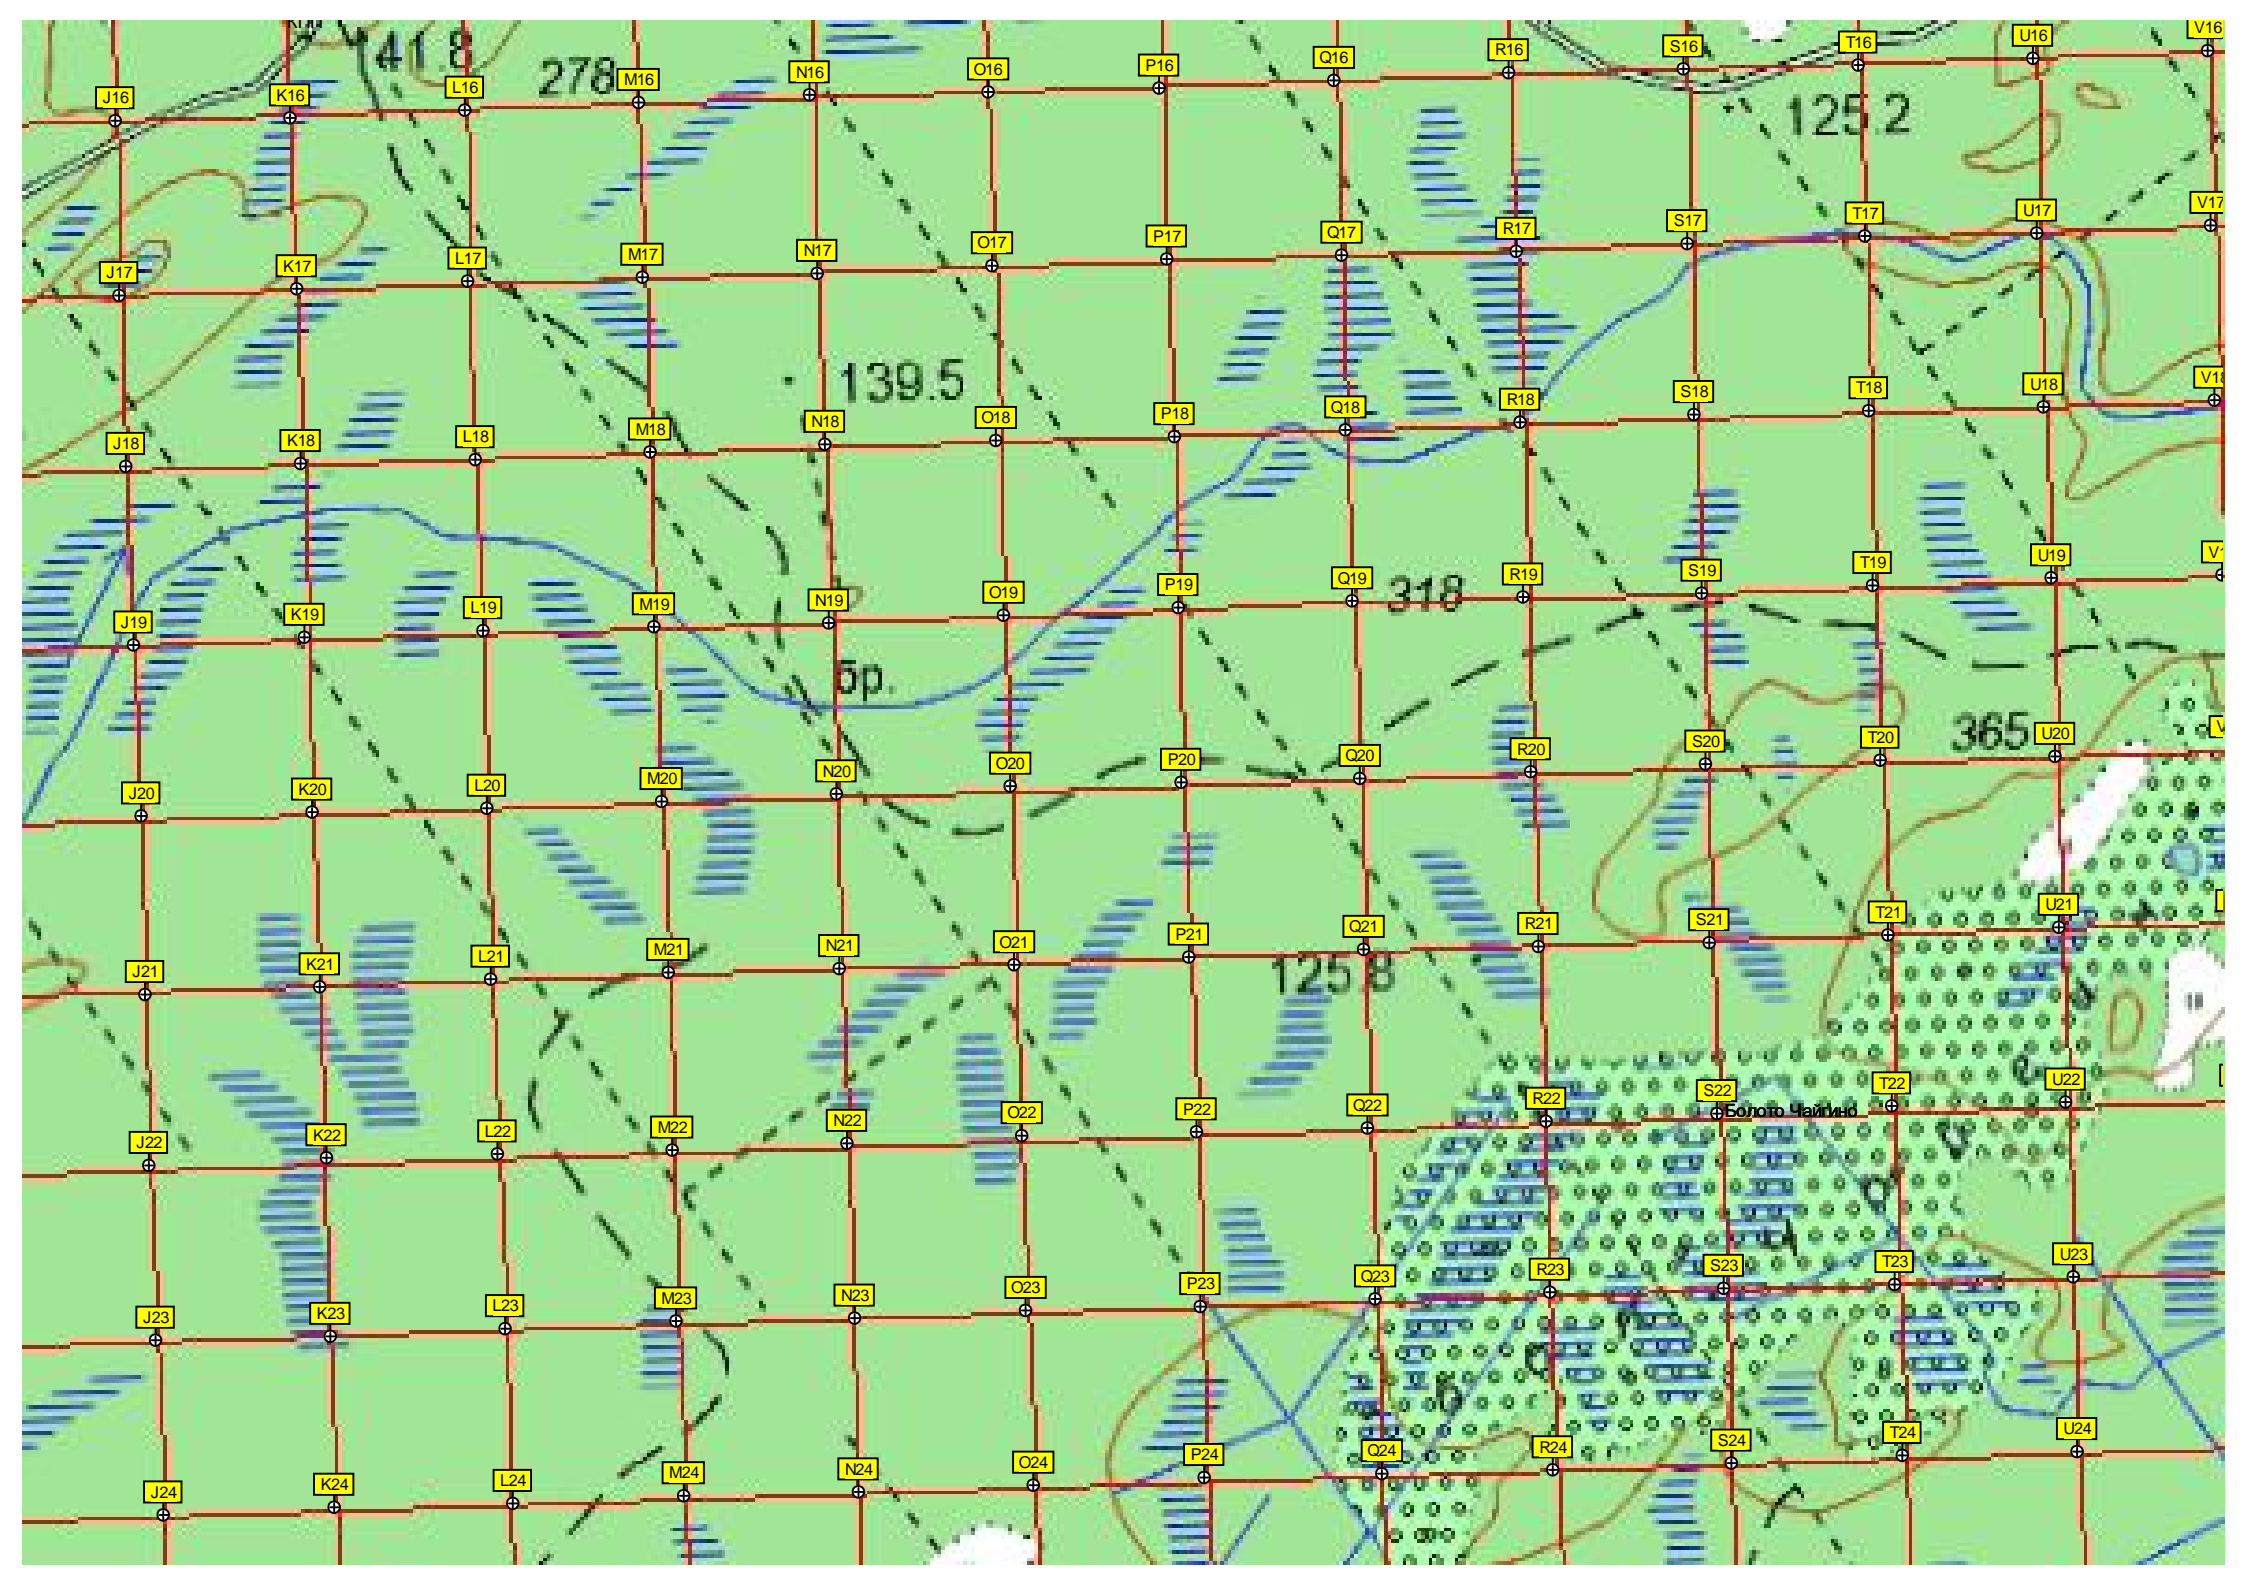 141.8
278
J16 K16 L16 M16 N16 O16 P16 Q16 R16 S16 T16 U16 V16
125.2
J17 K17 L17 M17 N17 O17 P17 Q17 R17 S17 T17 U17 V17
139.5
J18 K18 L18 M18 N18 O18 P18 Q18 R18 S18 T18 U18
J19 K19 L19 M19 N19 O19 P19 Q19 R19 S19 T19 U19
318
бр.
365
J20 K20 L20 M20 N20 O20 P20 Q20 R20 S20 T20 U20
J21 K21 L21 M21 N21 O21 P21 Q21 R21 S21 T21 U21
125.8
J22 K22 L22 M22 N22 O22 P22 Q22 R22 S22 T22 U22
Болото Чайгино
J23 K23 L23 M23 N23 O23 P23 Q23 R23 S23 T23 U23
J24 K24 L24 M24 N24 O24 P24 Q24 R24 S24 T24 U24